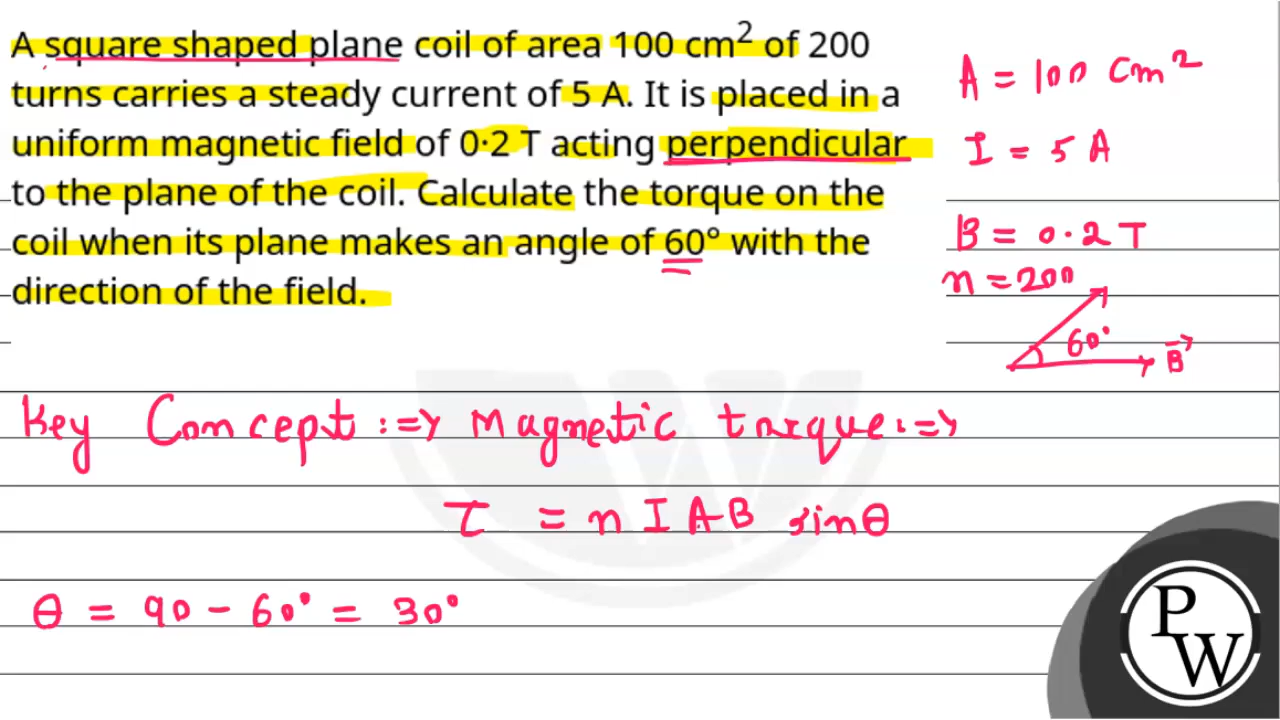 A square shaped plane coil of area 100 cm² of 200
turns carries a steady current of 5 A. It is placed in a
uniform magnetic field of 0·2 T acting perpendicular
to the plane of the coil. Calculate the torque on the
coil when its plane makes an angle of 60° with the
direction of the field.
A = 100 cm²
I = 5 A
B = 0.2 T
n = 200
60°
B⃗
Key Concept :=> Magnetic torque :=>
τ = n I A B sinθ
θ = 90 - 60° = 30°
P
W